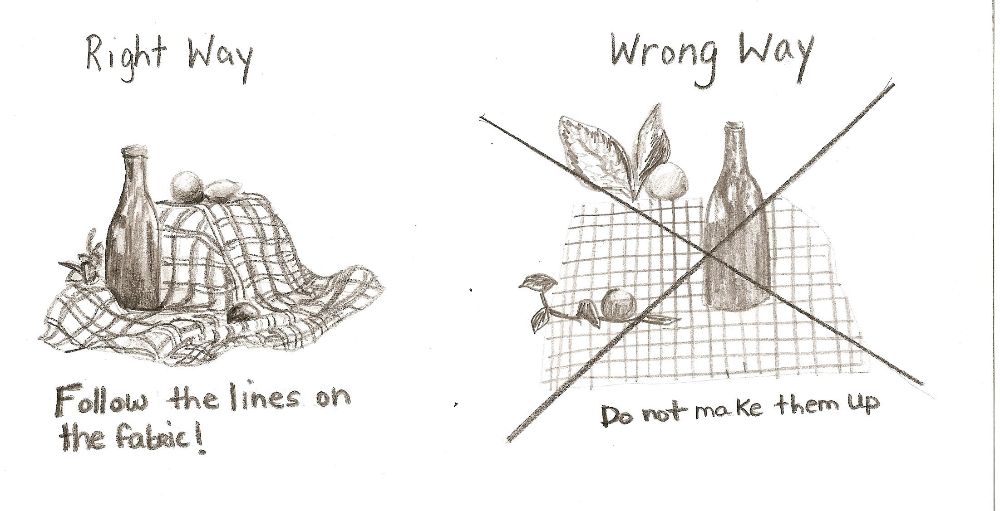 Right Way
Wrong Way
Follow the lines on
the fabric!
Do not make them up